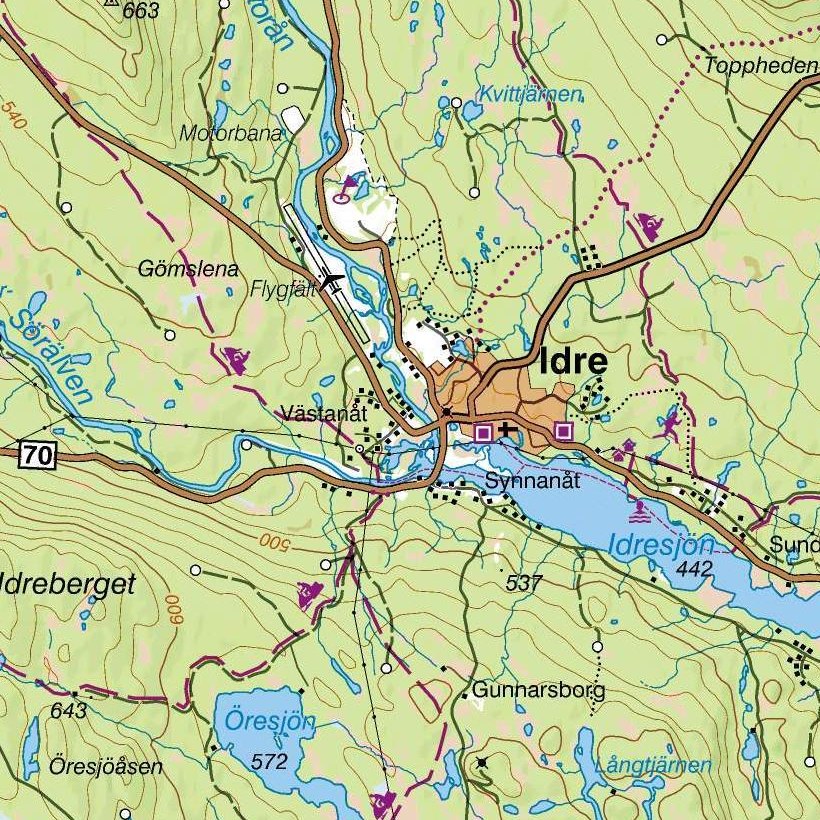 663
Kvittjärnen
Toppheden
540
Motorbana
Gömslena
Flygfält
Sörälven
Idre
Västanåt
70
Synnanåt
500
Idresjön
442
Sund
Idreberget
537
600
Gunnarsborg
643
Öresjön
572
Öresjöåsen
Långtjärnen